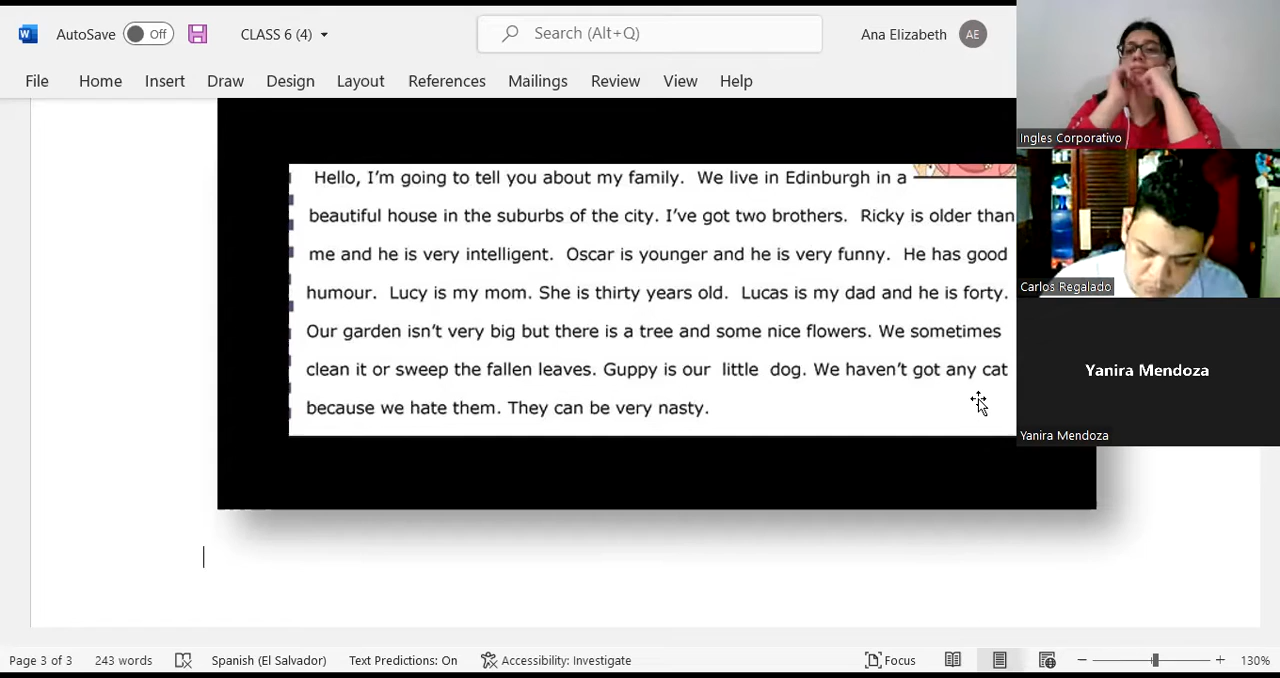 AutoSave Off CLASS 6 (4) Search (Alt+Q) Ana Elizabeth AE
File Home Insert Draw Design Layout References Mailings Review View Help
Ingles Corporativo
Hello, I'm going to tell you about my family. We live in Edinburgh in a
beautiful house in the suburbs of the city. I've got two brothers. Ricky is older than
me and he is very intelligent. Oscar is younger and he is very funny. He has good
humour. Lucy is my mom. She is thirty years old. Lucas is my dad and he is forty.
Our garden isn't very big but there is a tree and some nice flowers. We sometimes
clean it or sweep the fallen leaves. Guppy is our little dog. We haven't got any cat
because we hate them. They can be very nasty.
Carlos Regalado
Yanira Mendoza
Yanira Mendoza
Page 3 of 3 243 words Spanish (El Salvador) Text Predictions: On Accessibility: Investigate Focus 130%